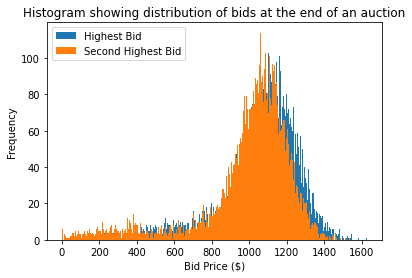 Histogram showing distribution of bids at the end of an auction
Highest Bid
Second Highest Bid
Frequency
100
80
60
40
20
0
0 200 400 600 800 1000 1200 1400 1600
Bid Price ($)